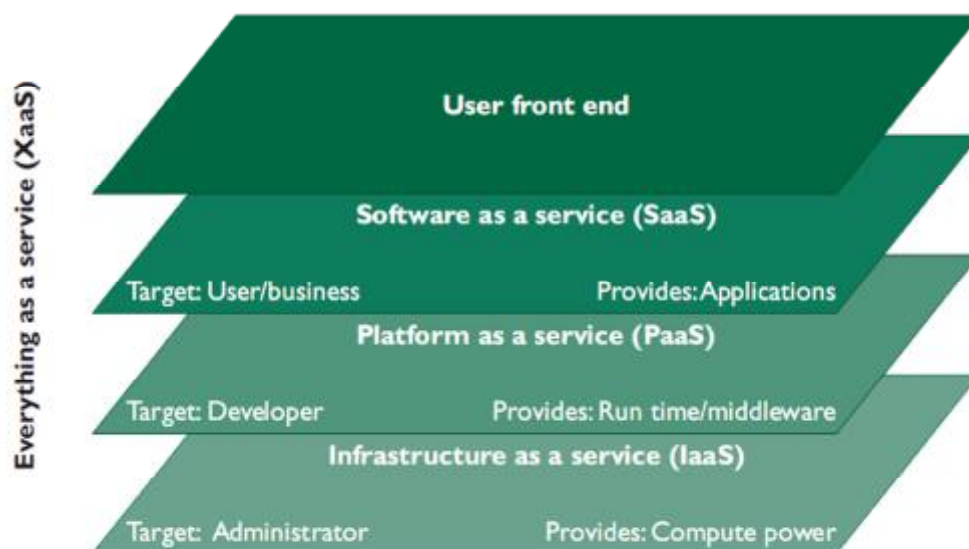 Everything as a service (XaaS)
User front end
Software as a service (SaaS)
Target: User/business Provides: Applications
Platform as a service (PaaS)
Target: Developer Provides: Run time/middleware
Infrastructure as a service (IaaS)
Target: Administrator Provides: Compute power